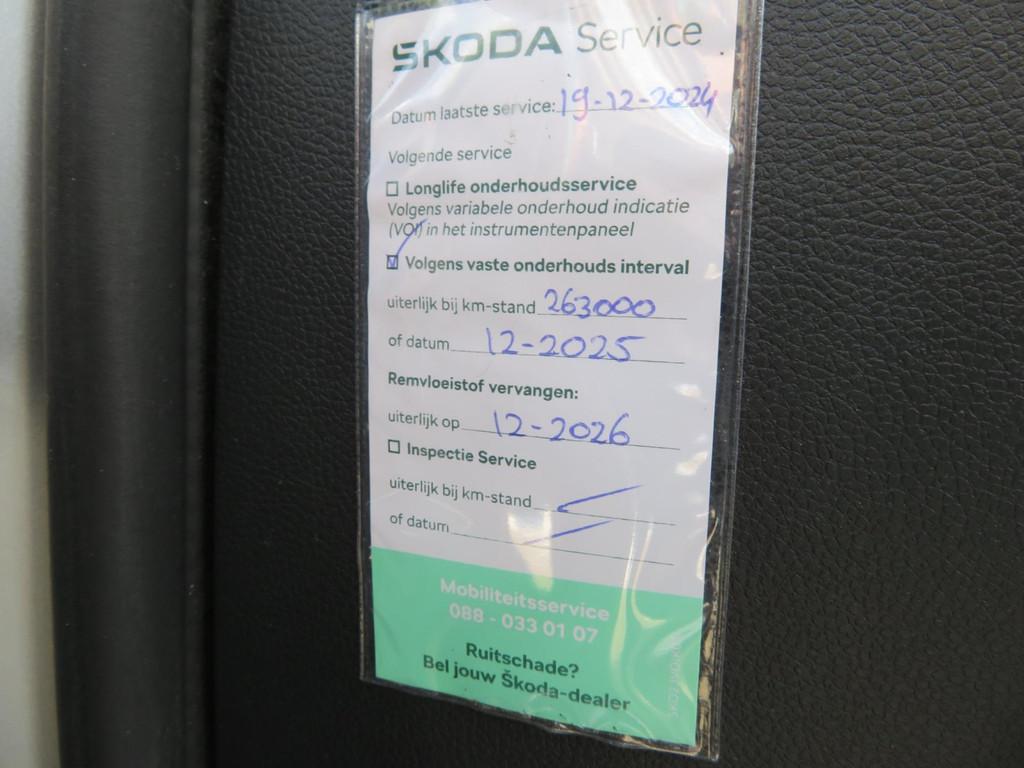 ŠKODA Service
Datum laatste service: 19-12-2024
Volgende service
Longlife onderhoudsservice
Volgens variabele onderhoud indicatie
(VOI) in het instrumentenpaneel
Volgens vaste onderhouds interval
uiterlijk bij km-stand 263000
of datum 12-2025
Remvloeistof vervangen:
uiterlijk op 12-2026
Inspectie Service
uiterlijk bij km-stand
of datum
Mobiliteitsservice
088 - 033 01 07
Ruitschade?
Bel jouw Škoda-dealer